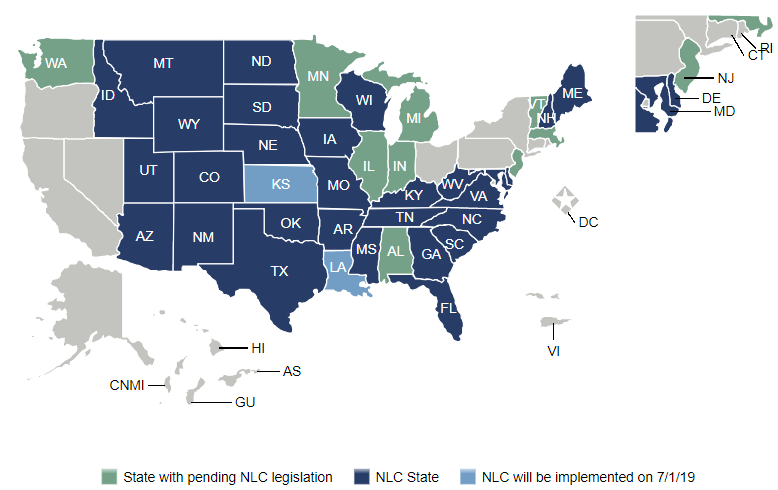 RI
CT
WA
MT
ND
MN
ID
WI
SD
MI
ME
VT
NH
NJ
DE
MD
WY
IA
NE
IL
IN
UT
CO
KS
MO
KY
WV
VA
AZ
NM
OK
AR
TN
NC
SC
DC
TX
LA
MS
AL
GA
FL
HI
VI
AS
CNMI
GU
State with pending NLC legislation
NLC State
NLC will be implemented on 7/1/19